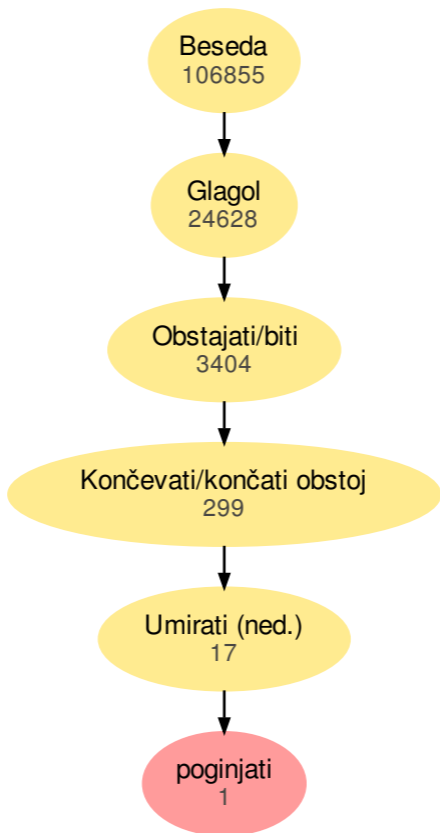 Beseda
106855
Glagol
24628
Obstajati/biti
3404
Končevati/končati obstoj
299
Umirati (ned.)
17
poginjati
1